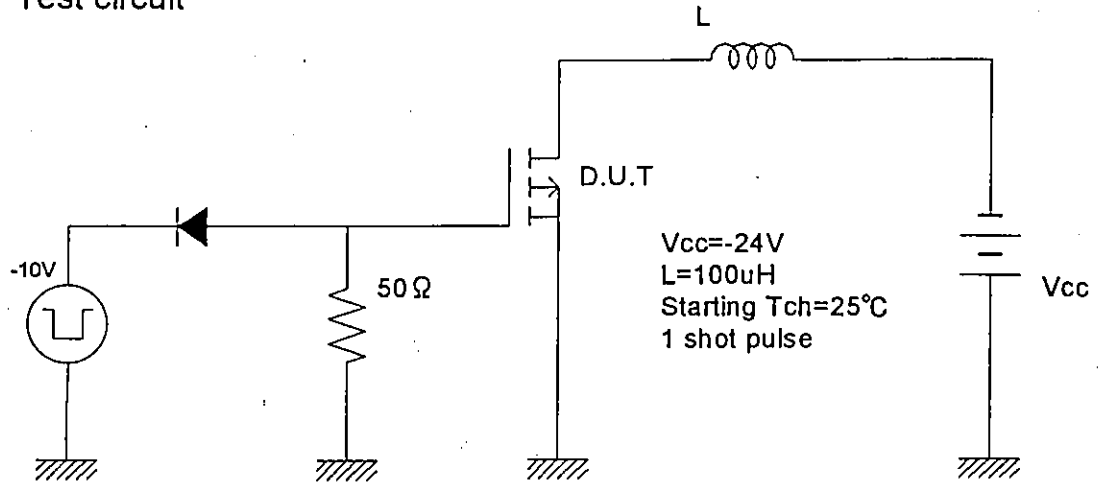 Test circuit
L
D.U.T
-10V
50Ω
Vcc=-24V
L=100uH
Starting Tch=25℃
1 shot pulse
Vcc